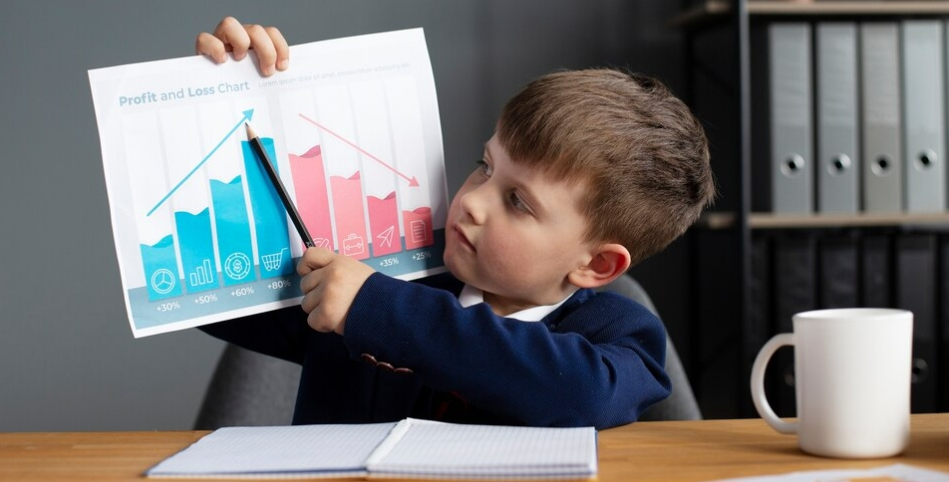 Profit and Loss Chart
+30% +50% +60% +80% +35% +25%